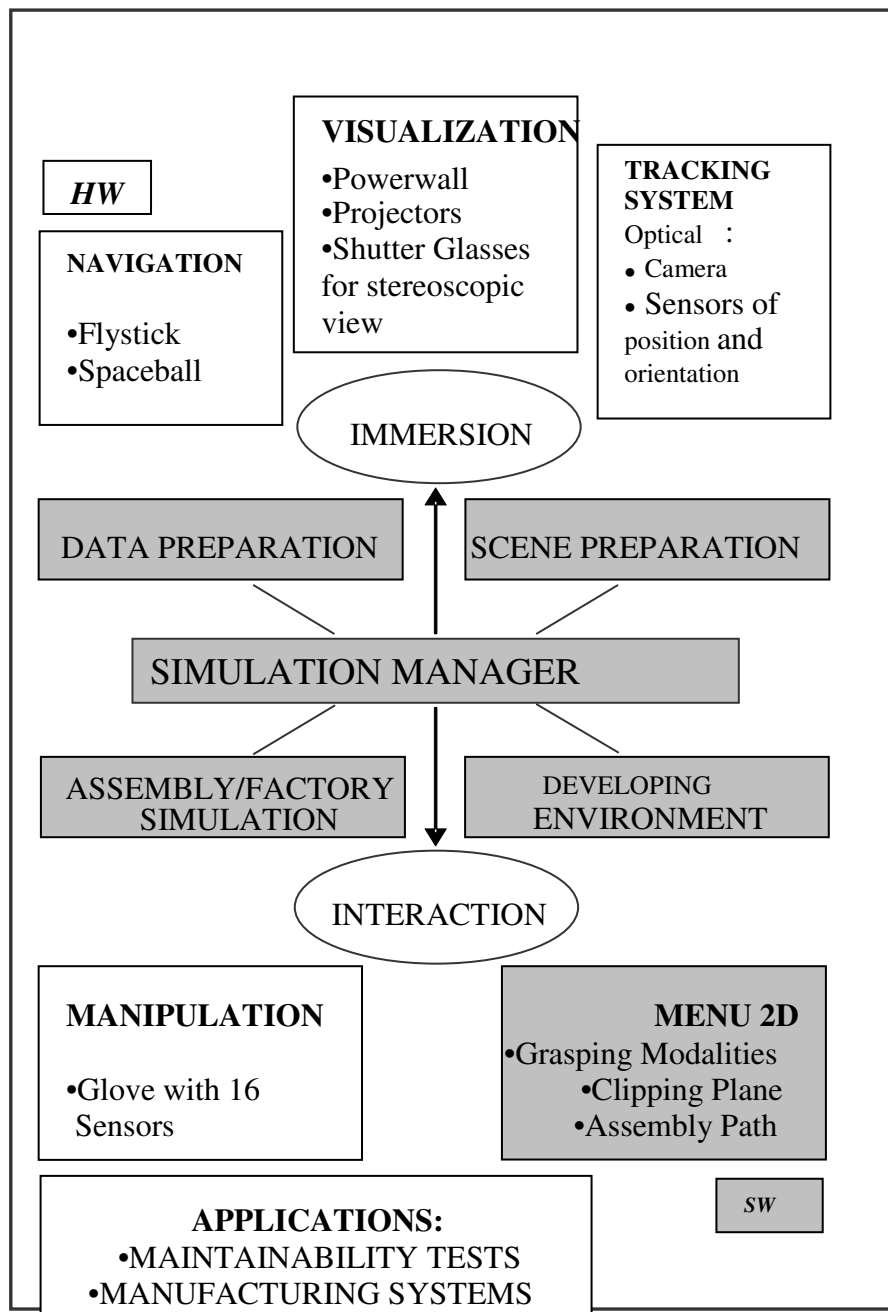 VISUALIZATION
•Powerwall
•Projectors
•Shutter Glasses
for stereoscopic
view
HW
NAVIGATION
•Flystick
•Spaceball
TRACKING
SYSTEM
Optical :
• Camera
• Sensors of
position and
orientation
IMMERSION
DATA PREPARATION
SCENE PREPARATION
SIMULATION MANAGER
ASSEMBLY/FACTORY
SIMULATION
DEVELOPING
ENVIRONMENT
INTERACTION
MANIPULATION
•Glove with 16
Sensors
MENU 2D
•Grasping Modalities
•Clipping Plane
•Assembly Path
SW
APPLICATIONS:
•MAINTAINABILITY TESTS
•MANUFACTURING SYSTEMS